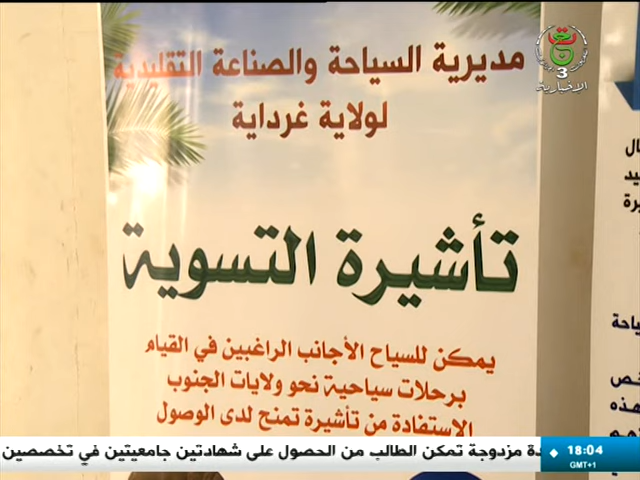 مديرية السياحة والصناعة التقليدية
لولاية غرداية
3
الإخبارية
تأشيرة التسوية
يمكن للسياح الأجانب الراغبين في القيام
برحلات سياحية نحو ولايات الجنوب
الاستفادة من تأشيرة تمنح لدى الوصول
مزدوجة تمكن الطالب من الحصول على شهادتين جامعيتين في تخصصين
18:04
GMT+1